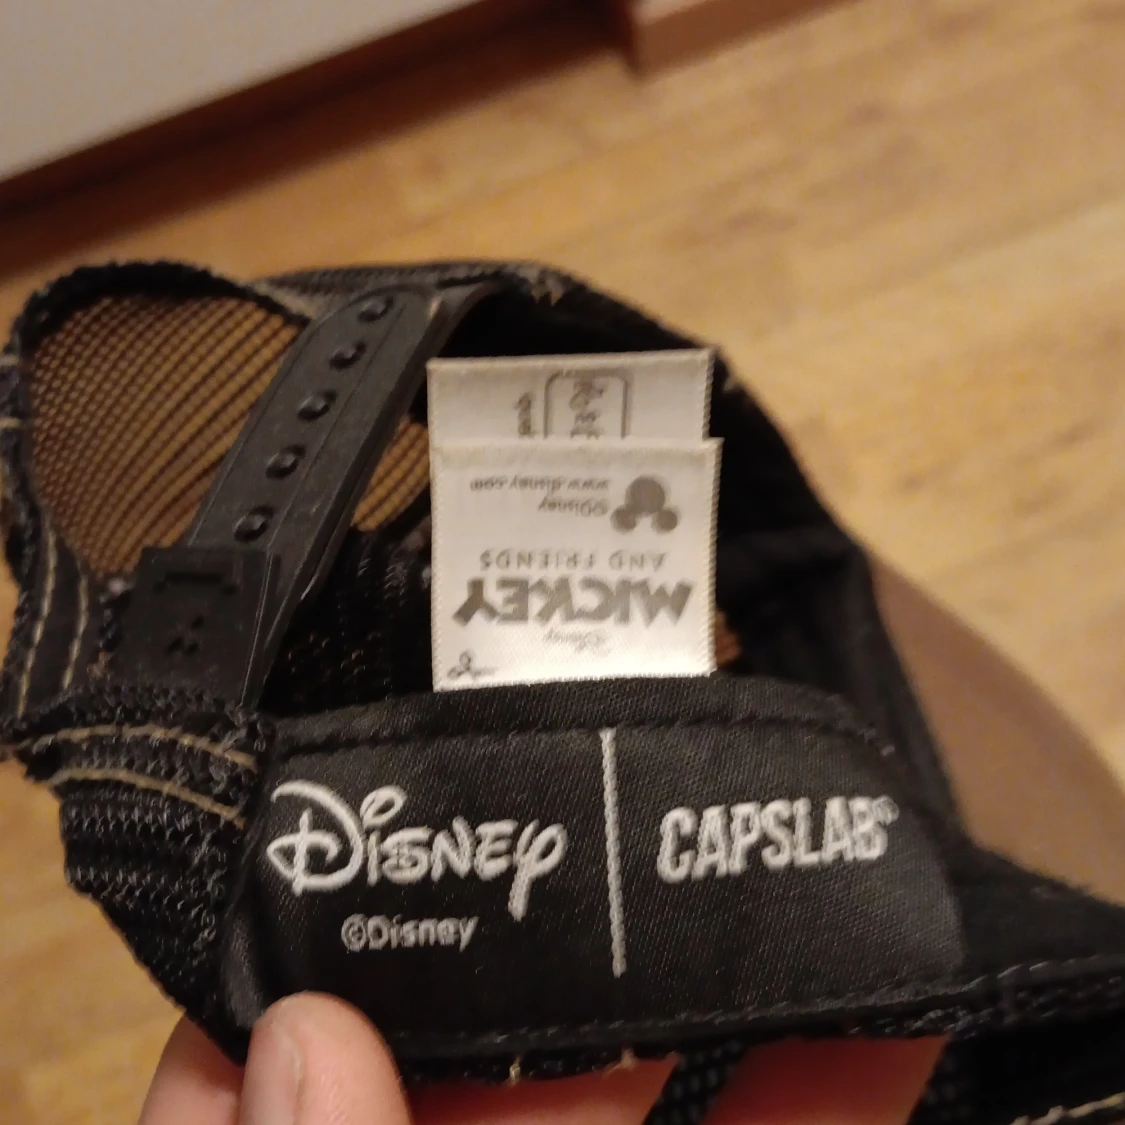 Disney
MICKEY
AND FRIENDS
©Disney
www.disney.com
Disney
©Disney
CAPSLAB®